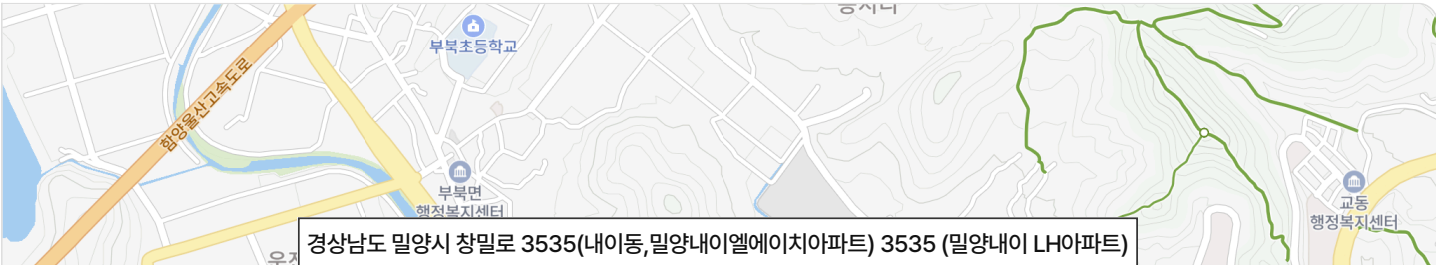 부북초등학교
함양울산고속도로
부북면
행정복지센터
교동
행정복지센터
경상남도 밀양시 창밀로 3535(내이동,밀양내이엘에이치아파트) 3535 (밀양내이 LH아파트)